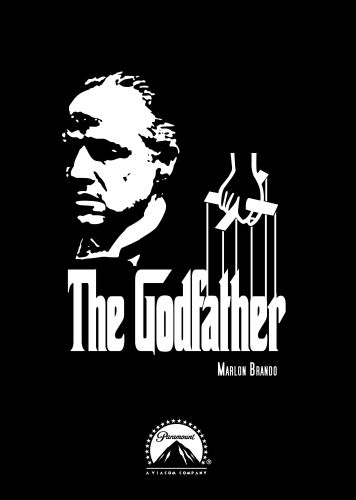 The Godfather
Marlon Brando
Paramount
®
A VIACOM COMPANY